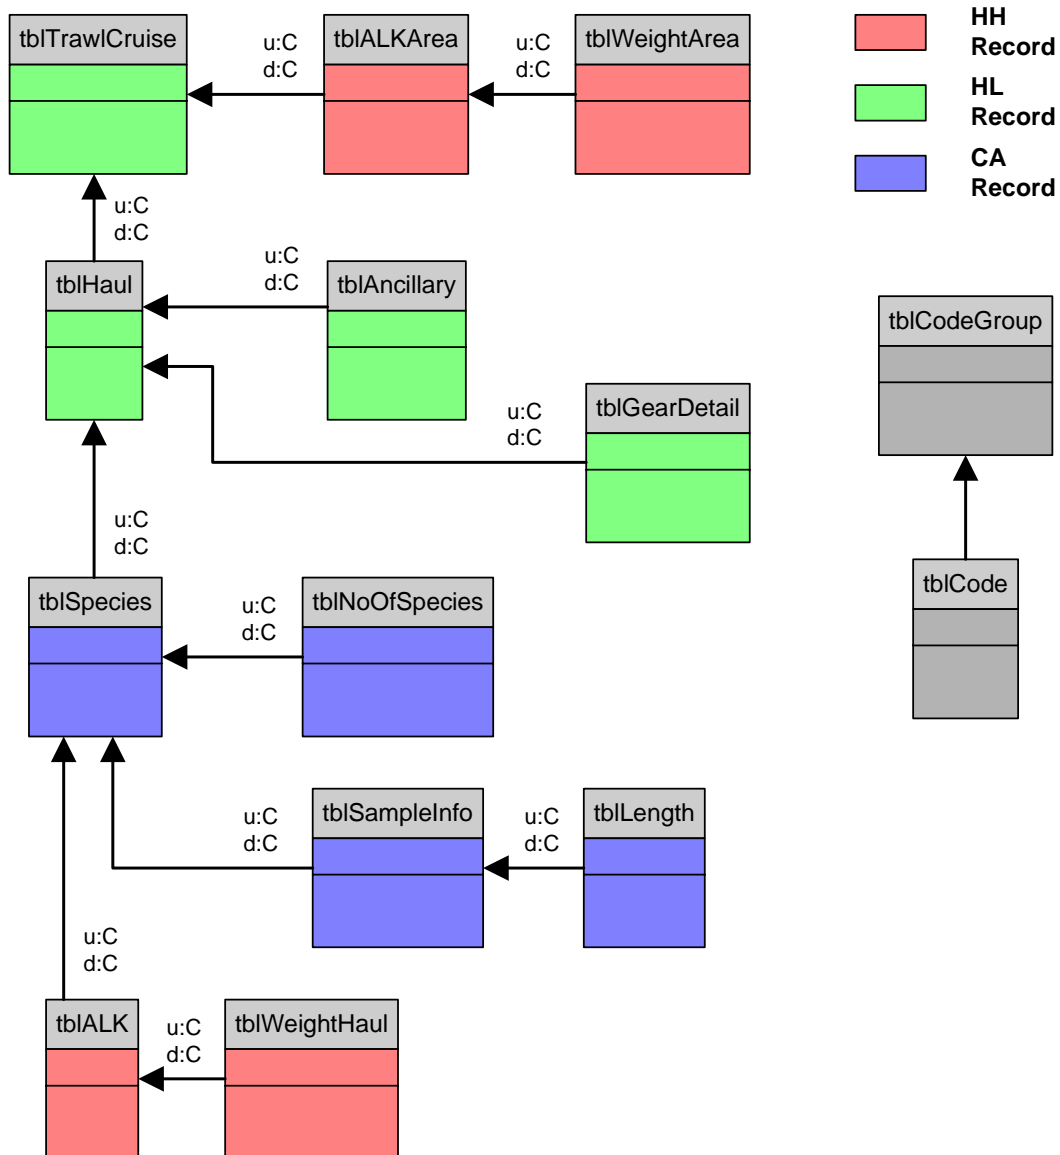 tblTrawlCruise
u:C
d:C
tblALKArea
u:C
d:C
tblWeightArea
HH
Record
HL
Record
CA
Record
u:C
d:C
tblHaul
u:C
d:C
tblAncillary
tblCodeGroup
u:C
d:C
tblGearDetail
u:C
d:C
tblCode
tblSpecies
u:C
d:C
tblNoOfSpecies
u:C
d:C
tblSampleInfo
u:C
d:C
tblLength
u:C
d:C
tblALK
u:C
d:C
tblWeightHaul